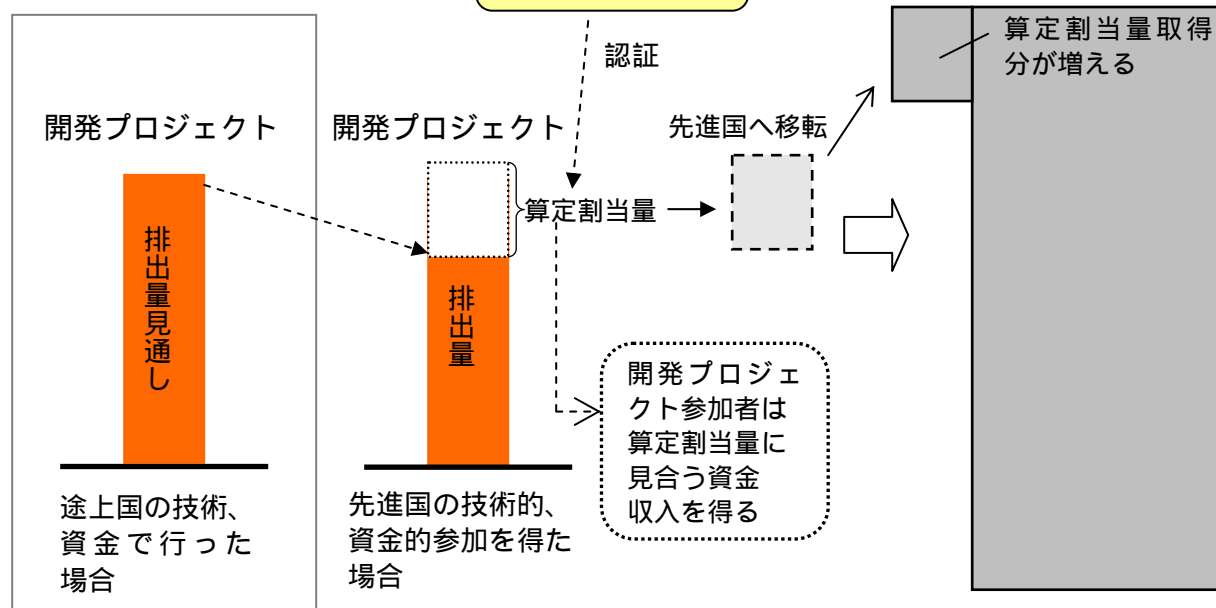 認証
算定割当量取得
分が増える
開発プロジェクト
開発プロジェクト
先進国へ移転
算定割当量
排出量見通し
排出量
開発プロジェ
クト参加者は
算定割当量に
見合う資金
収入を得る
途上国の技術、
資金で行った
場合
先進国の技術的、
資金的参加を得た
場合